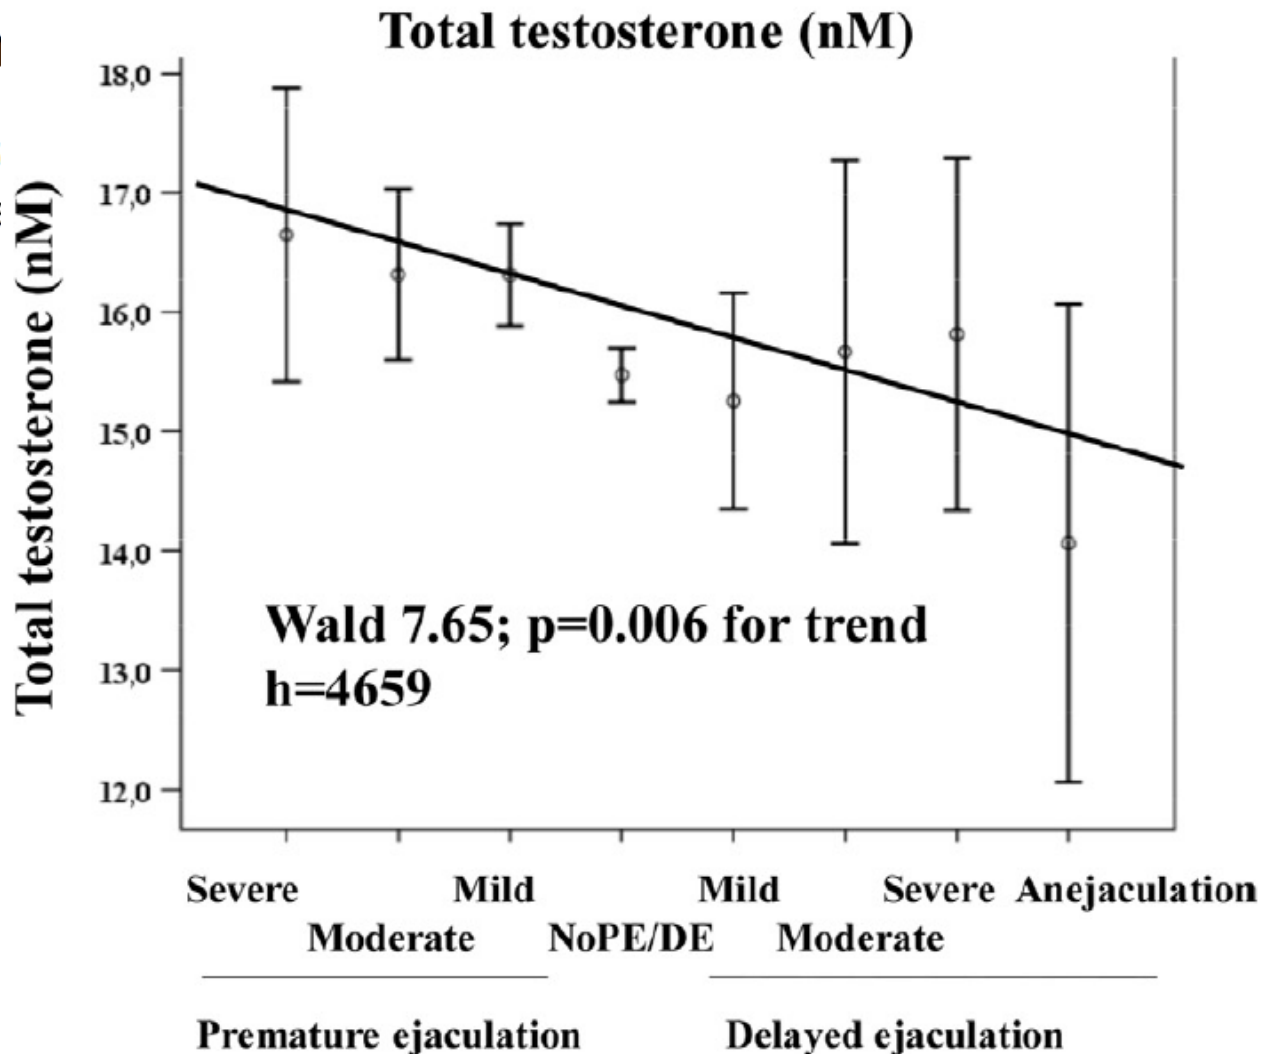 Total testosterone (nM)
Total testosterone (nM)
18,0
17,0
16,0
15,0
14,0
13,0
12,0
Wald 7.65; p=0.006 for trend
h=4659
Severe Mild Mild Severe Anejaculation
Moderate NoPE/DE Moderate
Premature ejaculation Delayed ejaculation